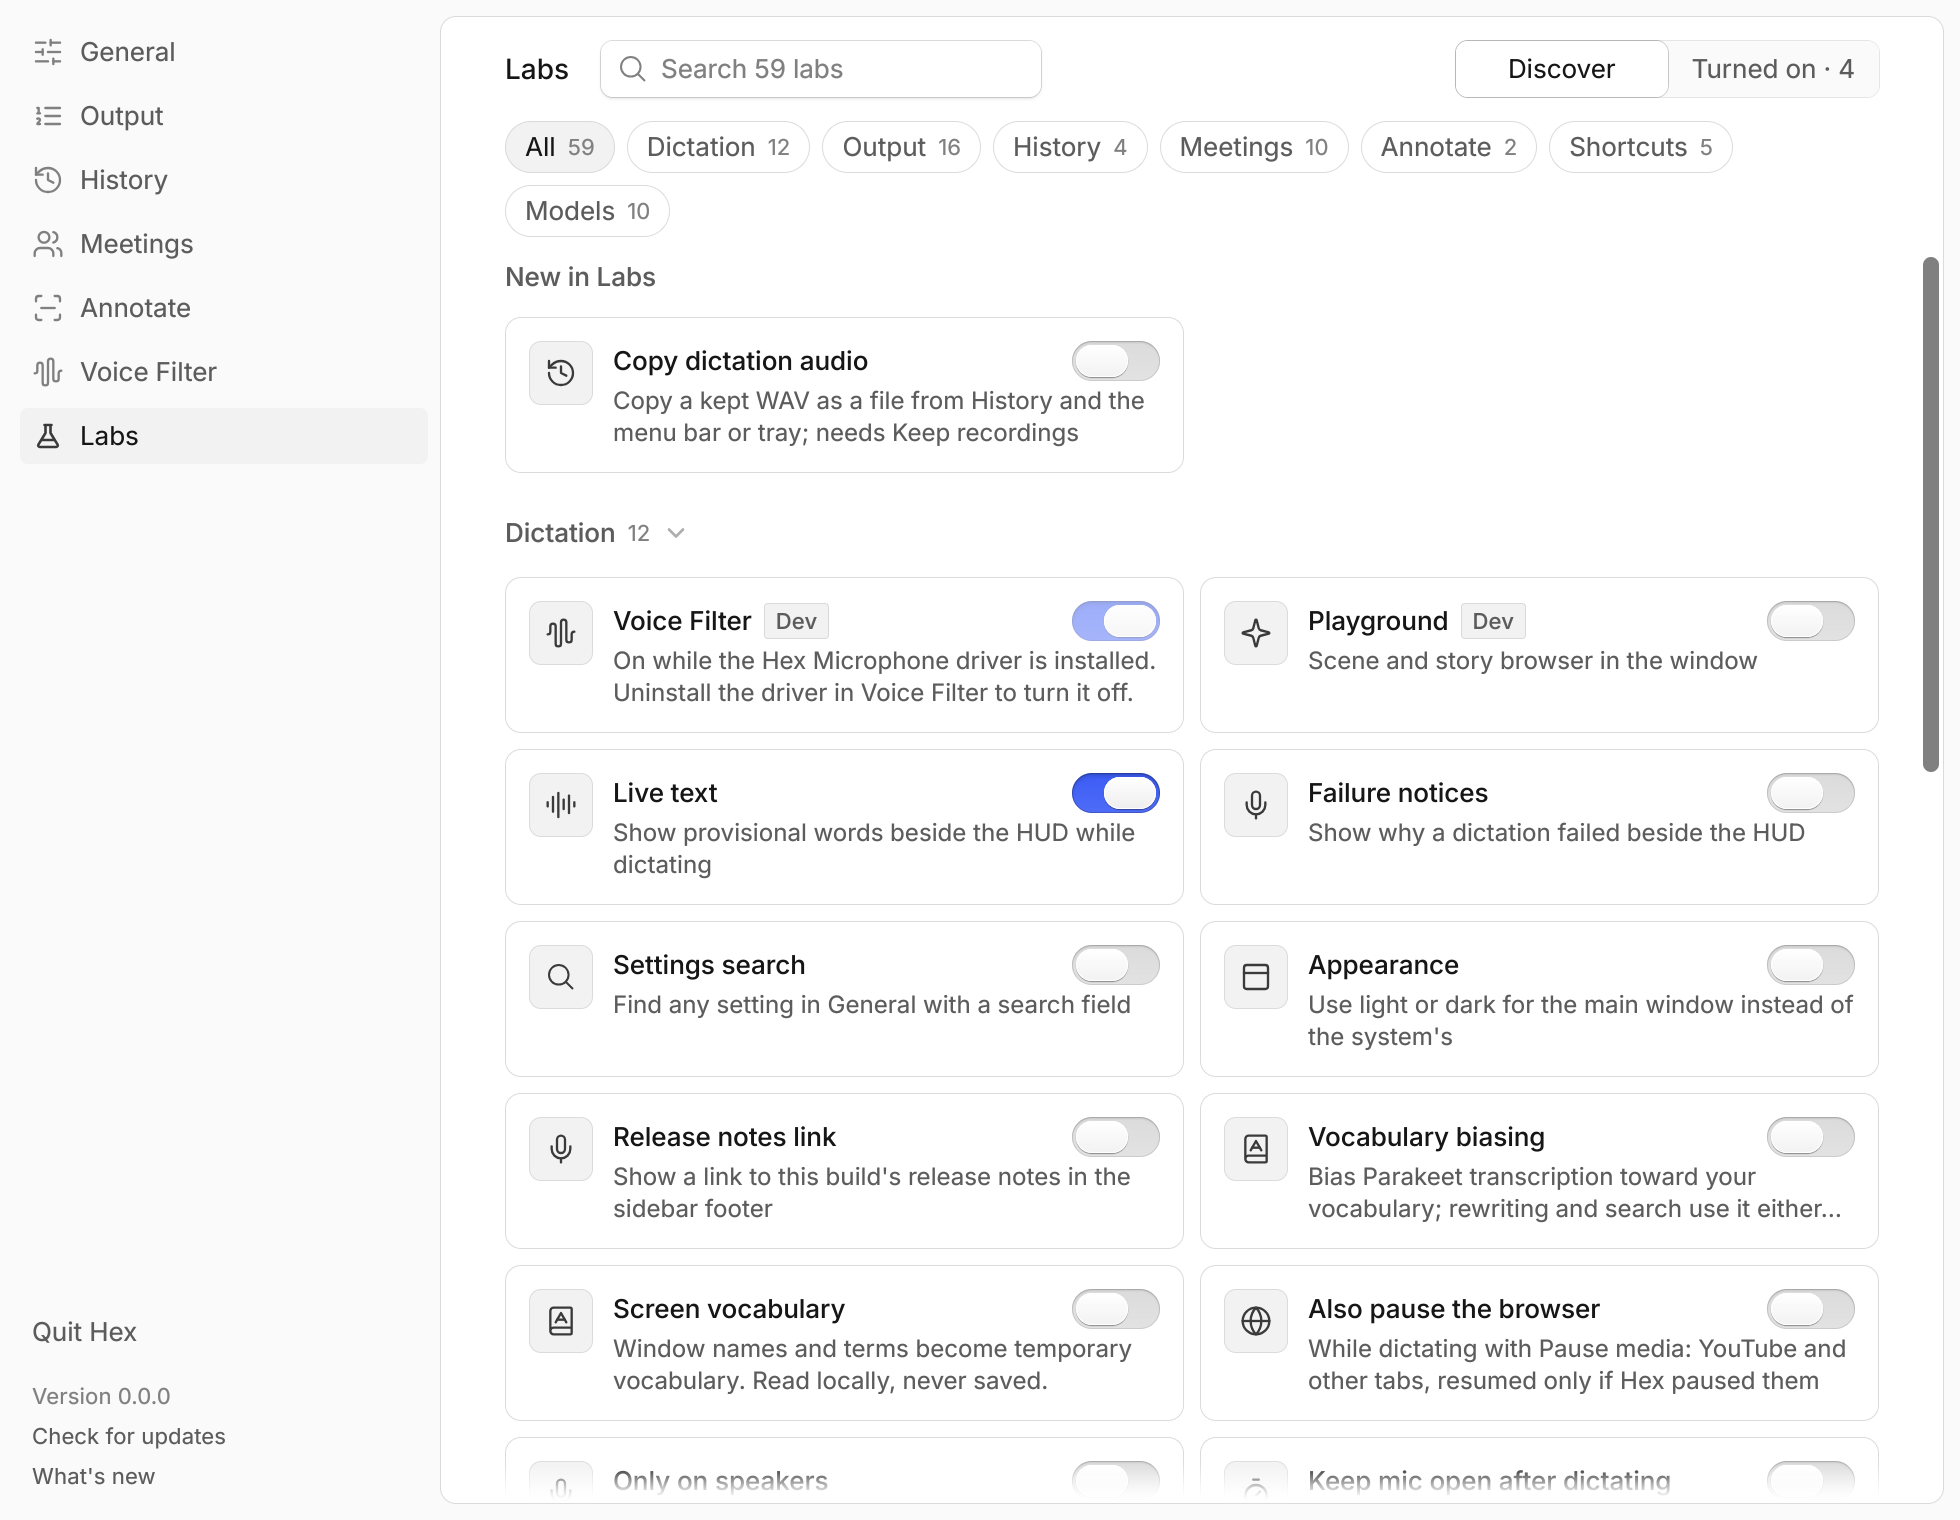 General
Output
History
Meetings
Annotate
Voice Filter
Labs
Quit Hex
Version 0.0.0
Check for updates
What's new
Labs
Search 59 labs
Discover
Turned on · 4
All 59
Dictation 12
Output 16
History 4
Meetings 10
Annotate 2
Shortcuts 5
Models 10
New in Labs
Copy dictation audio
Copy a kept WAV as a file from History and the
menu bar or tray; needs Keep recordings
Dictation 12
Voice Filter Dev
On while the Hex Microphone driver is installed.
Uninstall the driver in Voice Filter to turn it off.
Playground Dev
Scene and story browser in the window
Live text
Show provisional words beside the HUD while
dictating
Failure notices
Show why a dictation failed beside the HUD
Settings search
Find any setting in General with a search field
Appearance
Use light or dark for the main window instead of
the system's
Release notes link
Show a link to this build's release notes in the
sidebar footer
Vocabulary biasing
Bias Parakeet transcription toward your
vocabulary; rewriting and search use it either...
Screen vocabulary
Window names and terms become temporary
vocabulary. Read locally, never saved.
Also pause the browser
While dictating with Pause media: YouTube and
other tabs, resumed only if Hex paused them
Only on speakers
Keep mic open after dictating